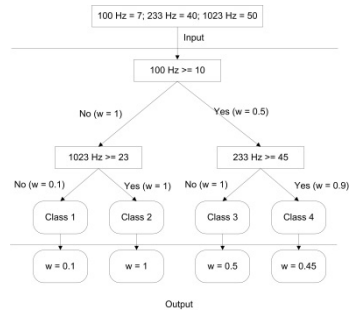 100 Hz = 7; 233 Hz = 40; 1023 Hz = 50
Input
100 Hz >= 10
No (w = 1)
Yes (w = 0.5)
1023 Hz >= 23
233 Hz >= 45
No (w = 0.1)
Yes (w = 1)
No (w = 1)
Yes (w = 0.9)
Class 1
Class 2
Class 3
Class 4
w = 0.1
w = 1
w = 0.5
w = 0.45
Output